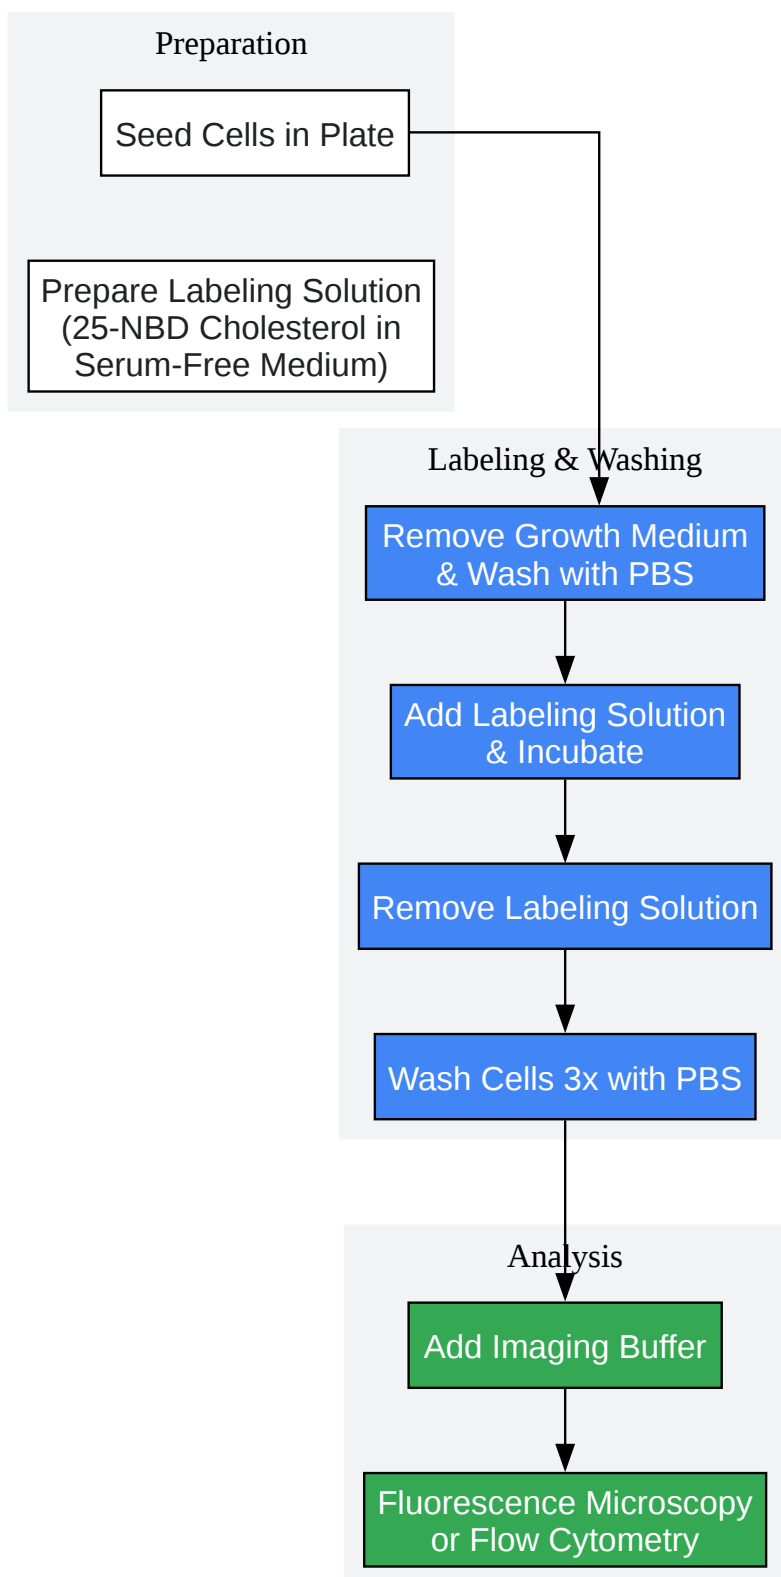 Preparation
Seed Cells in Plate
Prepare Labeling Solution
(25-NBD Cholesterol in
Serum-Free Medium)
Labeling & Washing
Remove Growth Medium
& Wash with PBS
Add Labeling Solution
& Incubate
Remove Labeling Solution
Wash Cells 3x with PBS
Analysis
Add Imaging Buffer
Fluorescence Microscopy
or Flow Cytometry